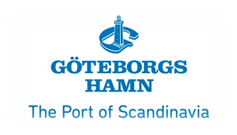 GÖTEBORGS
HAMN
The Port of Scandinavia